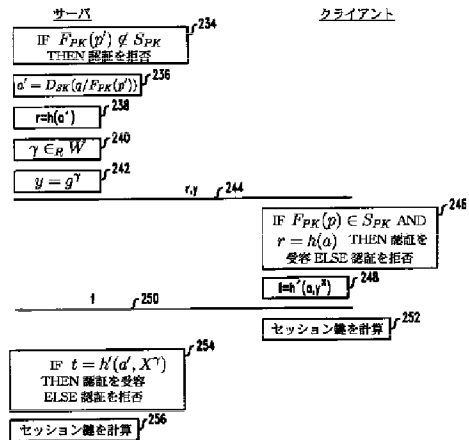 サーバ
クライアント
IF F_PK(p') ∉ S_PK
THEN 認証を拒否
234
a' = D_SK(q/F_PK(p'))
236
r=h(a')
238
γ ∈_R W
240
y = g^γ
242
r,y
244
IF F_PK(p) ∈ S_PK AND
r = h(a) THEN 認証を
受容 ELSE 認証を拒否
246
t=h'(a,y^x)
248
t
250
セッション鍵を計算
252
IF t = h'(a', X^γ)
THEN 認証を受容
ELSE 認証を拒否
254
セッション鍵を計算
256